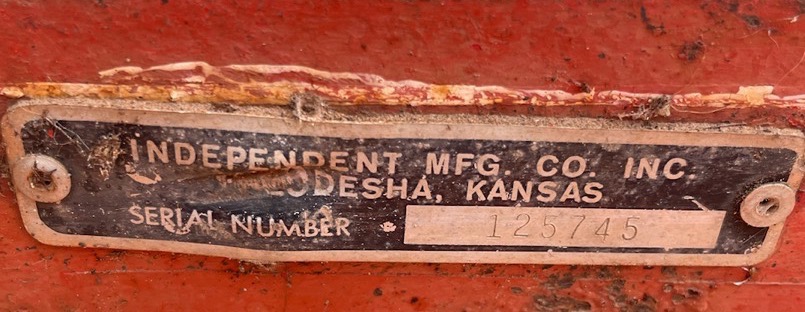 INDEPENDENT MFG. CO. INC.
KANSAS
SERIAL NUMBER 125745